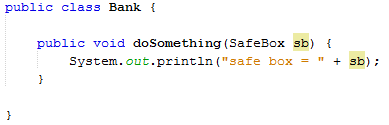 public class Bank {
public void doSomething(SafeBox sb) {
System.out.println("safe box = " + sb);
}
}